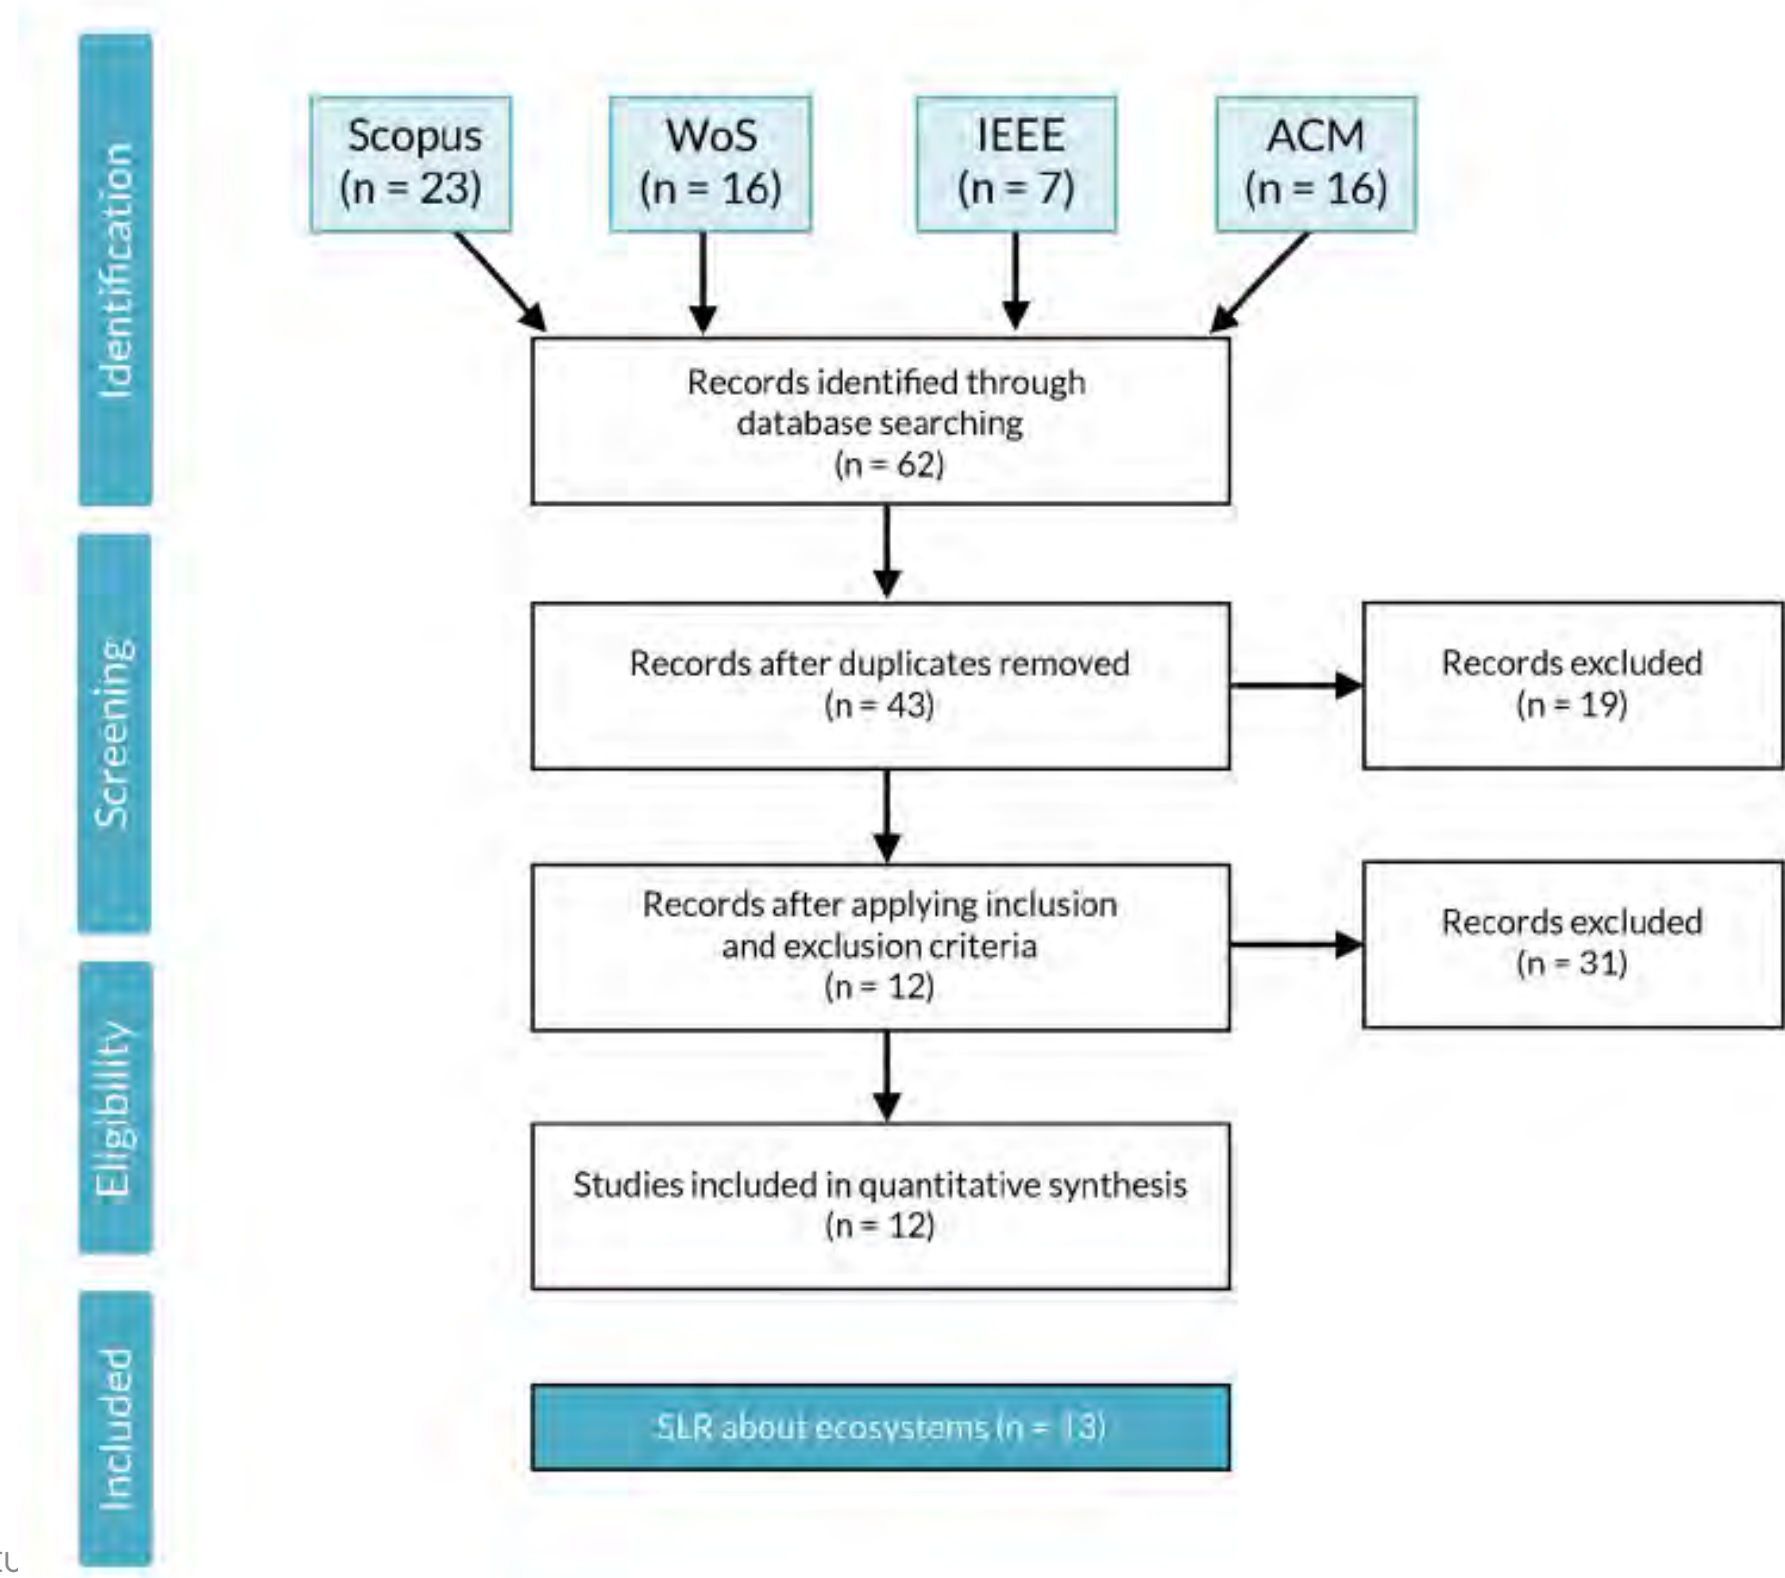 Identification
Scopus
(n = 23)
WoS
(n = 16)
IEEE
(n = 7)
ACM
(n = 16)
Records identified through
database searching
(n = 62)
Screening
Records after duplicates removed
(n = 43)
Records excluded
(n = 19)
Records after applying inclusion
and exclusion criteria
(n = 12)
Records excluded
(n = 31)
Eligibility
Studies included in quantitative synthesis
(n = 12)
Included
SLR about ecosystems (n = 13)